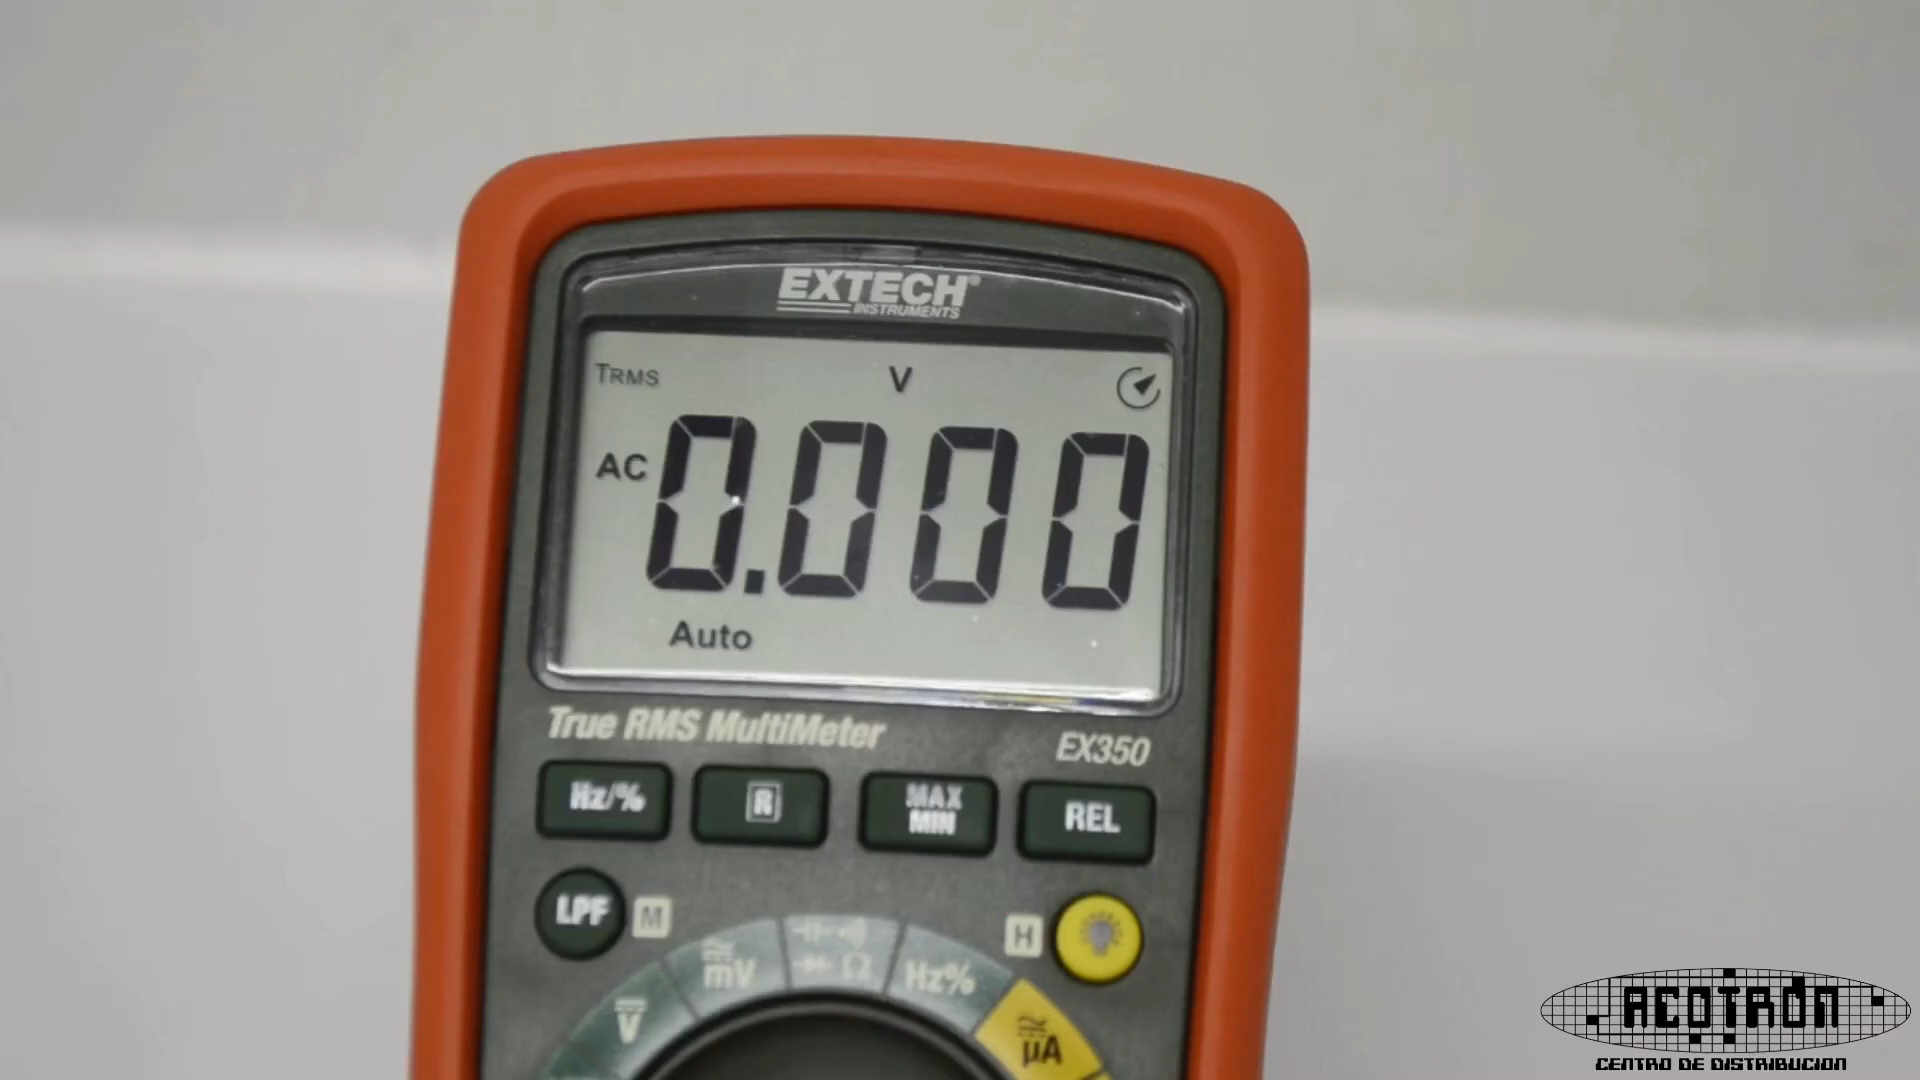 EXTECH®
INSTRUMENTS
TRMS V
AC 0.000
Auto
True RMS MultiMeter EX350
Hz/% R MAX MIN REL
LPF M H
V mV Ω Hz% µA
ACOTRON
CENTRO DE DISTRIBUCION